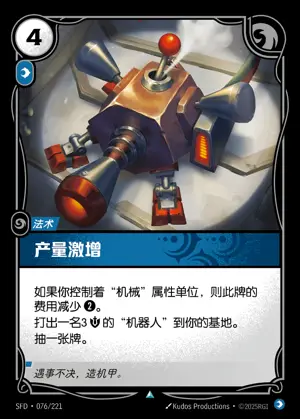 4
法术
产量激增
如果你控制着“机械”属性单位，则此牌的
费用减少 2。
打出一名3 的“机器人”到你的基地。
抽一张牌。
遇事不决，造机甲。
SFD • 076/221
Kudos Productions • ©2025RGI